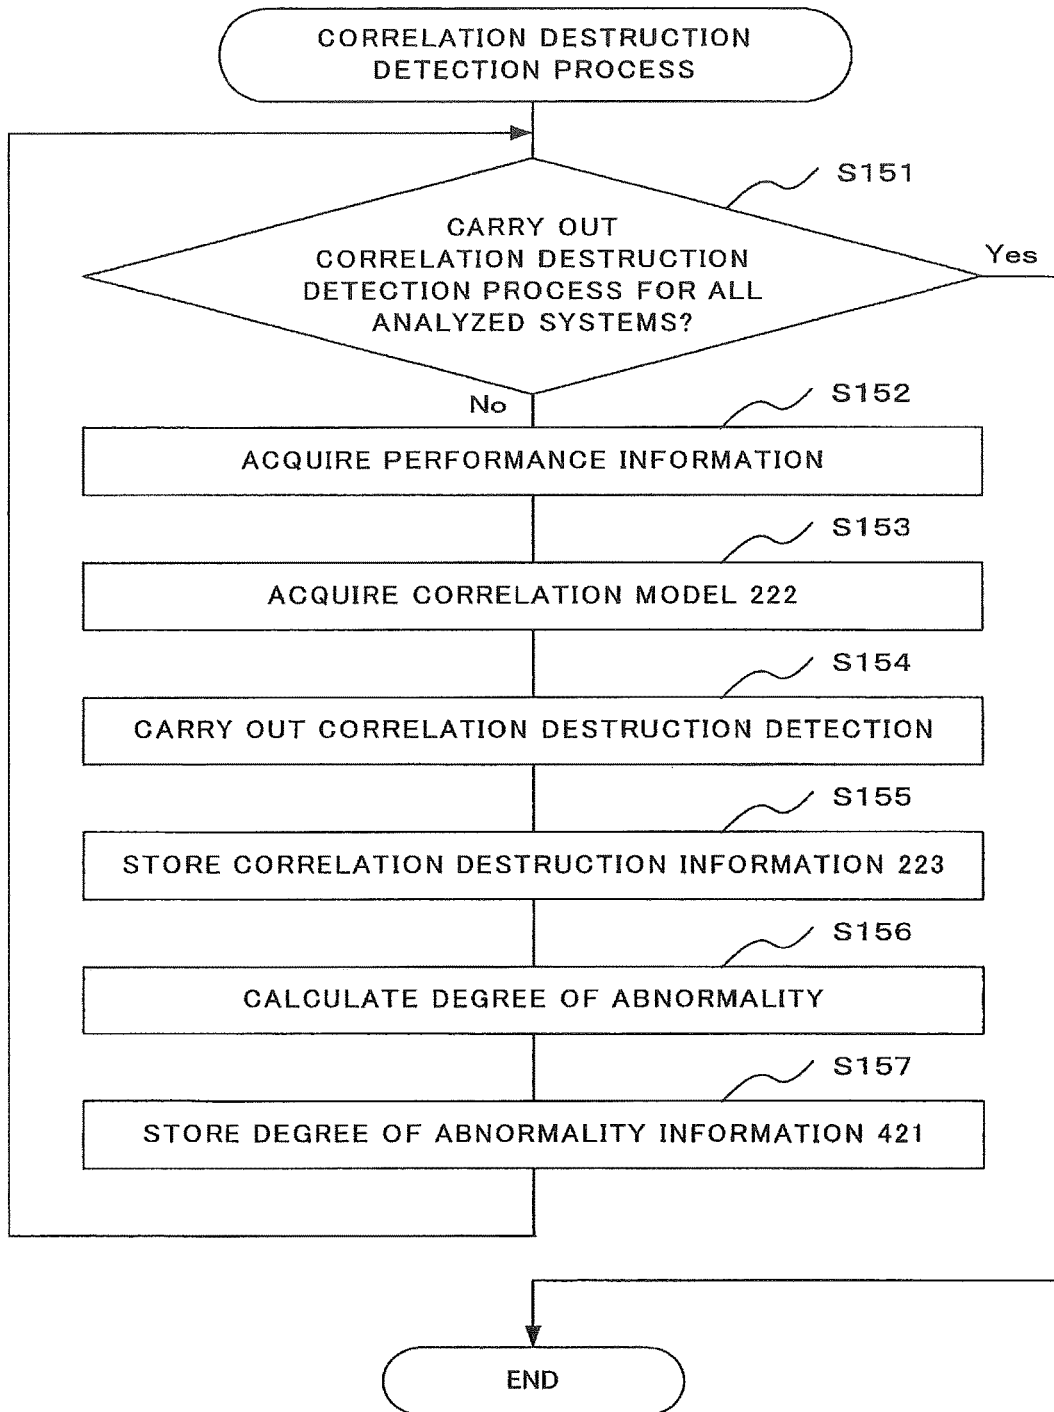 CORRELATION DESTRUCTION
DETECTION PROCESS
S151
CARRY OUT
CORRELATION DESTRUCTION
DETECTION PROCESS FOR ALL
ANALYZED SYSTEMS?
Yes
No
S152
ACQUIRE PERFORMANCE INFORMATION
S153
ACQUIRE CORRELATION MODEL 222
S154
CARRY OUT CORRELATION DESTRUCTION DETECTION
S155
STORE CORRELATION DESTRUCTION INFORMATION 223
S156
CALCULATE DEGREE OF ABNORMALITY
S157
STORE DEGREE OF ABNORMALITY INFORMATION 421
END